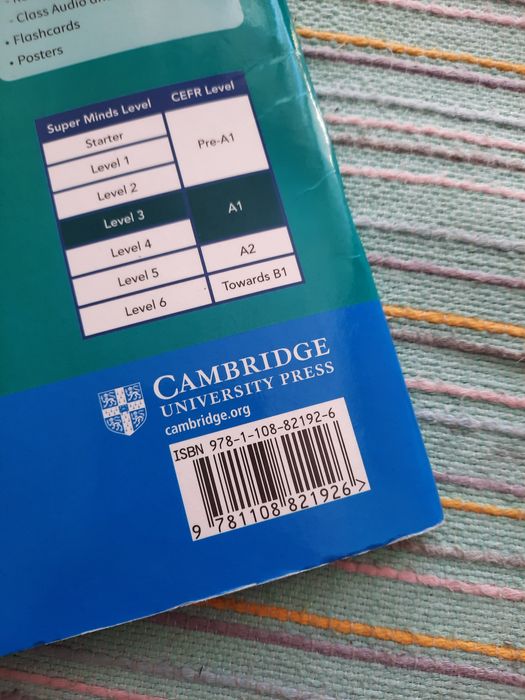 - Class Audio
• Flashcards
• Posters
Super Minds Level CEFR Level
Starter
Level 1
Pre-A1
Level 2
Level 3
A1
Level 4
A2
Level 5
Towards B1
Level 6
CAMBRIDGE
UNIVERSITY PRESS
cambridge.org
ISBN 978-1-108-82192-6
9 781108 821926 >